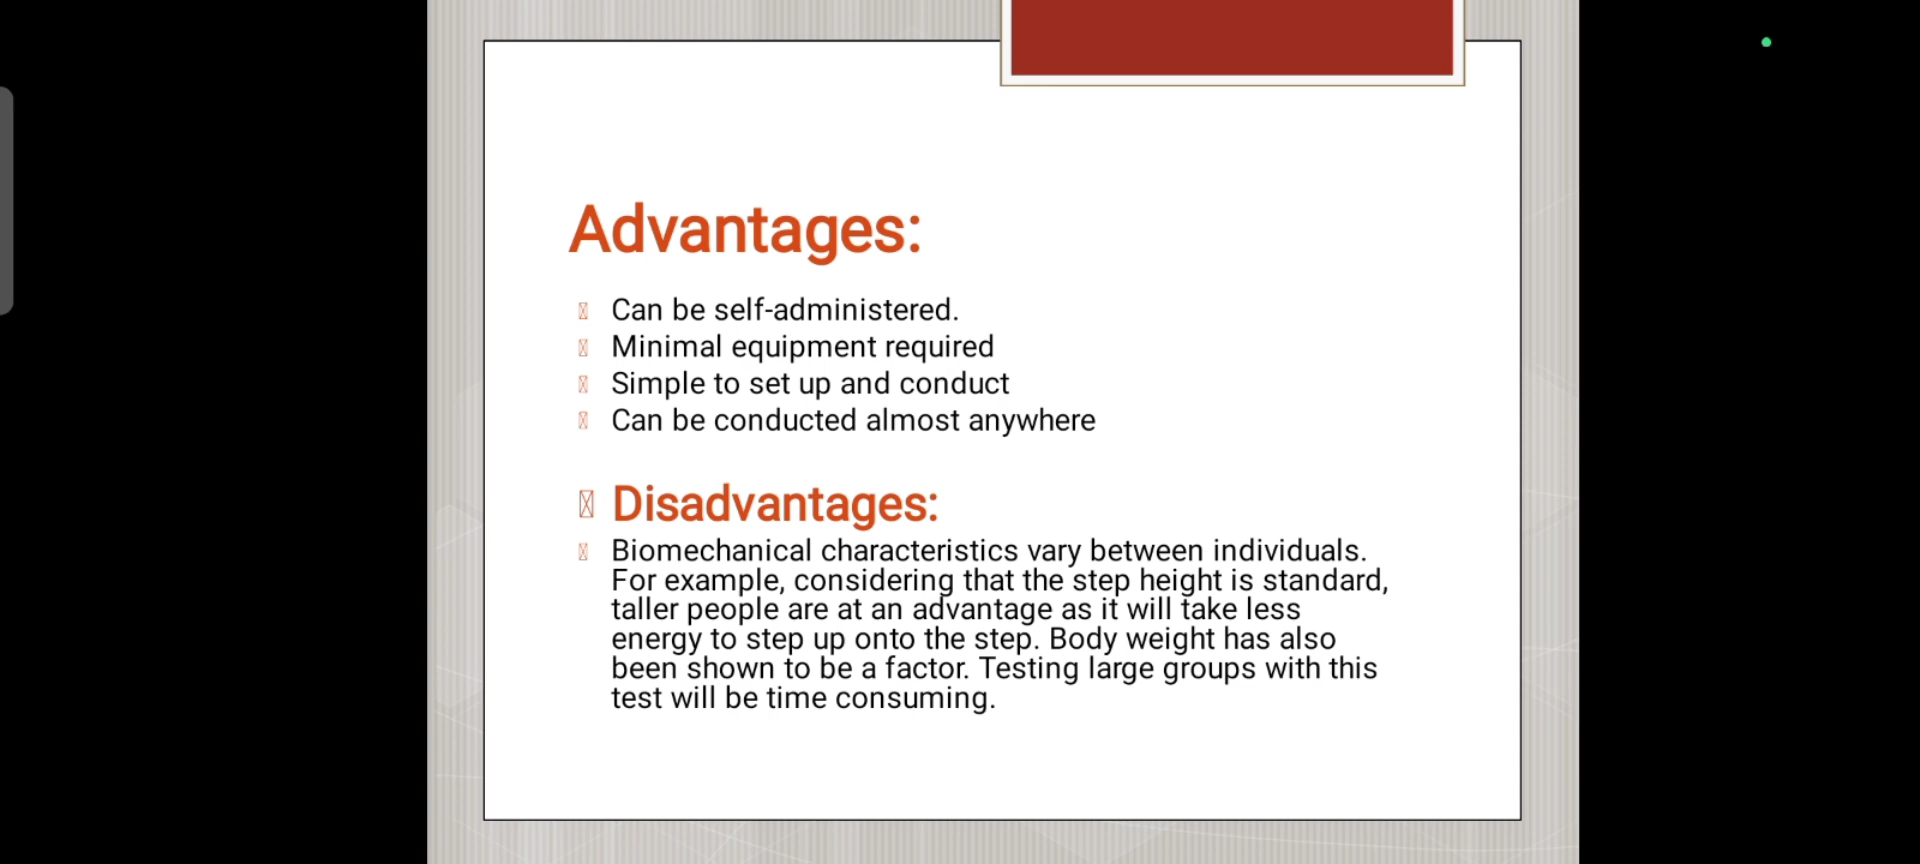 Advantages:
Can be self-administered.
Minimal equipment required
Simple to set up and conduct
Can be conducted almost anywhere
Disadvantages:
Biomechanical characteristics vary between individuals.
For example, considering that the step height is standard,
taller people are at an advantage as it will take less
energy to step up onto the step. Body weight has also
been shown to be a factor. Testing large groups with this
test will be time consuming.